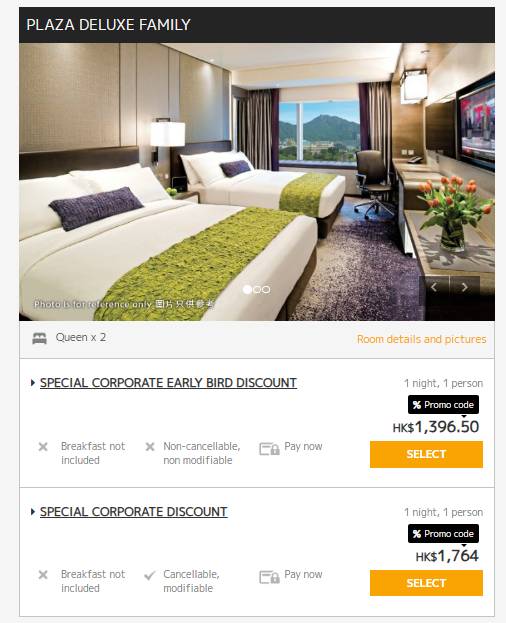 PLAZA DELUXE FAMILY
Photo is for reference only. 圖片只供參考
Queen x 2
Room details and pictures
SPECIAL CORPORATE EARLY BIRD DISCOUNT
1 night, 1 person
% Promo code
HK$1,396.50
Breakfast not
included
Non-cancellable,
non modifiable
Pay now
SELECT
SPECIAL CORPORATE DISCOUNT
1 night, 1 person
% Promo code
HK$1,764
Breakfast not
included
Cancellable,
modifiable
Pay now
SELECT